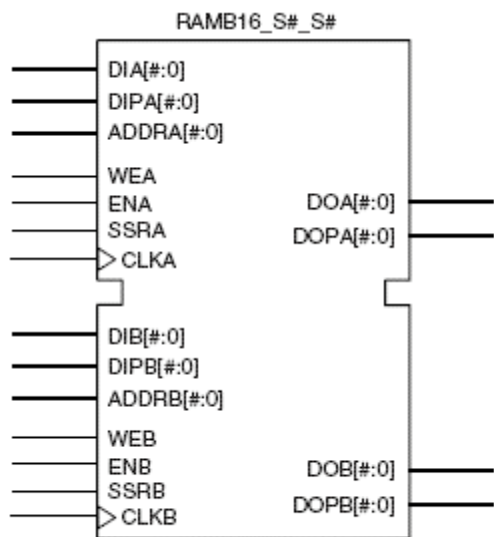 RAMB16_S#_S#
DIA[#:0]
DIPA[#:0]
ADDRA[#:0]
WEA
ENA
DOA[#:0]
SSRA
DOPA[#:0]
CLKA
DIB[#:0]
DIPB[#:0]
ADDRB[#:0]
WEB
ENB
DOB[#:0]
SSRB
DOPB[#:0]
CLKB